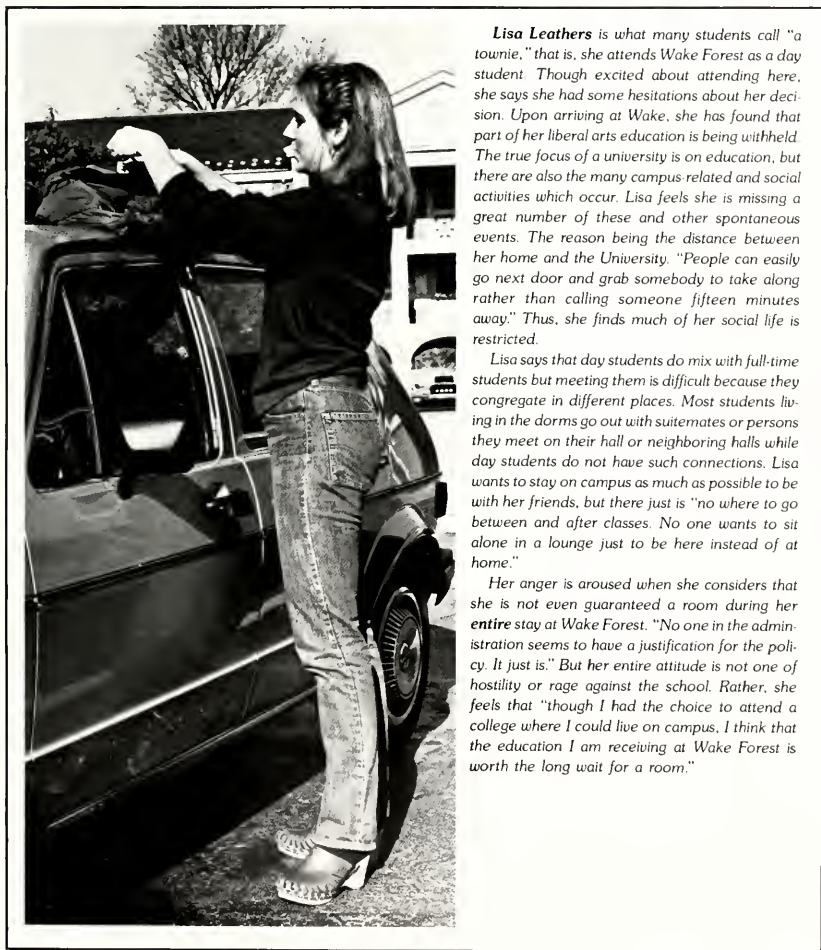 Lisa Leathers is what many students call "a
townie," that is, she attends Wake Forest as a day
student. Though excited about attending here,
she says she had some hesitations about her deci-
sion. Upon arriving at Wake, she has found that
part of her liberal arts education is being withheld.
The true focus of a university is on education, but
there are also the many campus-related and social
activities which occur. Lisa feels she is missing a
great number of these and other spontaneous
events. The reason being the distance between
her home and the University. "People can easily
go next door and grab somebody to take along
rather than calling someone fifteen minutes
away." Thus, she finds much of her social life is
restricted.
Lisa says that day students do mix with full-time
students but meeting them is difficult because they
congregate in different places. Most students liv-
ing in the dorms go out with suitemates or persons
they meet on their hall or neighboring halls while
day students do not have such connections. Lisa
wants to stay on campus as much as possible to be
with her friends, but there just is "no where to go
between and after classes. No one wants to sit
alone in a lounge just to be here instead of at
home."
Her anger is aroused when she considers that
she is not even guaranteed a room during her
entire stay at Wake Forest. "No one in the admin-
istration seems to have a justification for the poli-
cy. It just is." But her entire attitude is not one of
hostility or rage against the school. Rather, she
feels that "though I had the choice to attend a
college where I could live on campus, I think that
the education I am receiving at Wake Forest is
worth the long wait for a room."